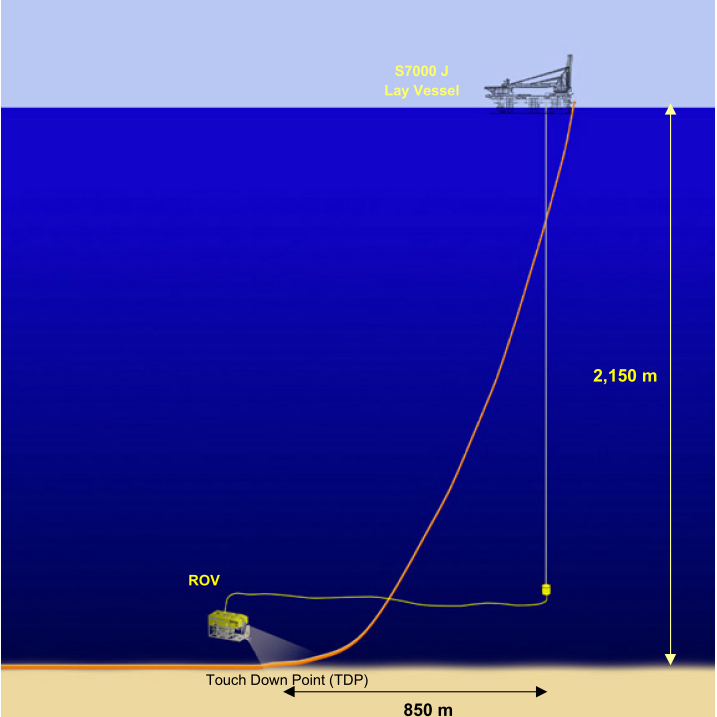 S7000 J
Lay Vessel
2,150 m
ROV
Touch Down Point (TDP)
850 m